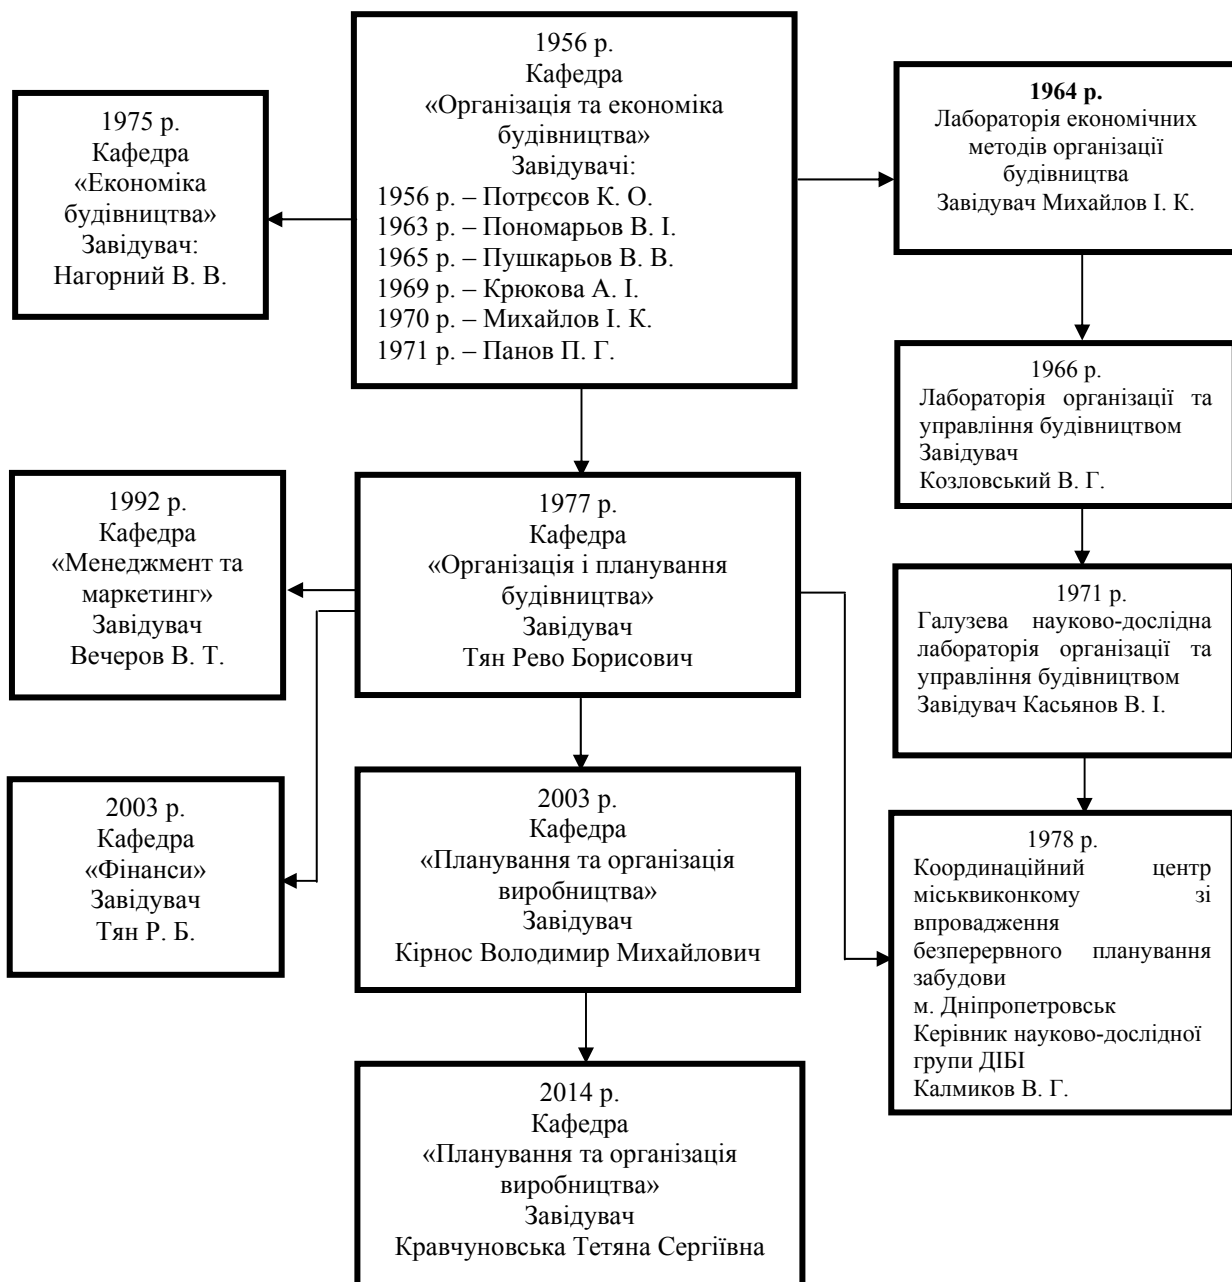 1956 р.
Кафедра
«Організація та економіка
будівництва»
Завідувачі:
1956 р. – Потрєсов К. О.
1963 р. – Пономарьов В. І.
1965 р. – Пушкарьов В. В.
1969 р. – Крюкова А. І.
1970 р. – Михайлов І. К.
1971 р. – Панов П. Г.
1975 р.
Кафедра
«Економіка
будівництва»
Завідувач:
Нагорний В. В.
1964 р.
Лабораторія економічних
методів організації
будівництва
Завідувач Михайлов І. К.
1966 р.
Лабораторія організації та
управління будівництвом
Завідувач
Козловський В. Г.
1992 р.
Кафедра
«Менеджмент та
маркетинг»
Завідувач
Вечеров В. Т.
1977 р.
Кафедра
«Організація і планування
будівництва»
Завідувач
Тян Рево Борисович
1971 р.
Галузева науково-дослідна
лабораторія організації та
управління будівництвом
Завідувач Касьянов В. І.
2003 р.
Кафедра
«Фінанси»
Завідувач
Тян Р. Б.
2003 р.
Кафедра
«Планування та організація
виробництва»
Завідувач
Кірнос Володимир Михайлович
1978 р.
Координаційний центр
міськвиконкому зі
впровадження
безперервного планування
забудови
м. Дніпропетровськ
Керівник науково-дослідної
групи ДІБІ
Калмиков В. Г.
2014 р.
Кафедра
«Планування та організація
виробництва»
Завідувач
Кравчуновська Тетяна Сергіївна